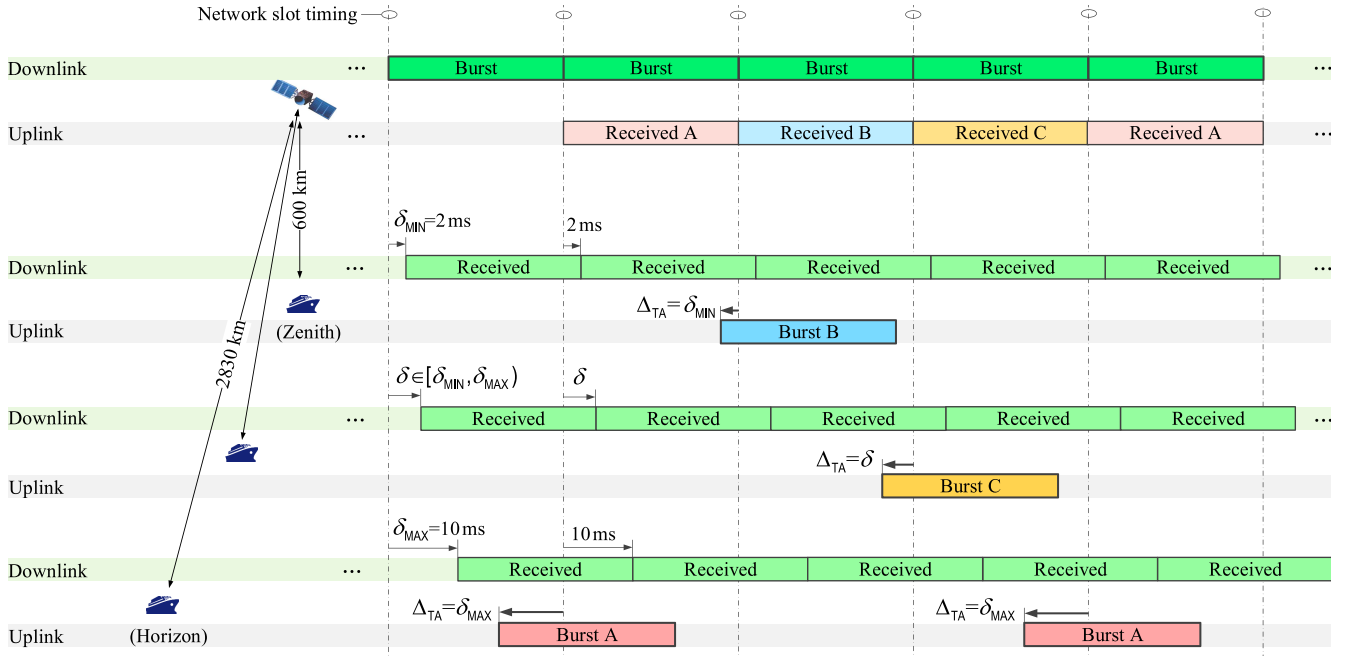 Network slot timing
Downlink ... Burst Burst Burst Burst Burst ...
Uplink ... Received A Received B Received C Received A ...
600 km
2830 km
δMIN=2 ms 2 ms
Downlink ... Received Received Received Received Received ...
(Zenith)
ΔTA=δMIN
Uplink Burst B
δ∈[δMIN,δMAX) δ
Downlink ... Received Received Received Received Received ...
ΔTA=δ
Uplink Burst C
δMAX=10 ms 10 ms
Downlink ... Received Received Received Received Received
(Horizon)
ΔTA=δMAX ΔTA=δMAX
Uplink Burst A Burst A